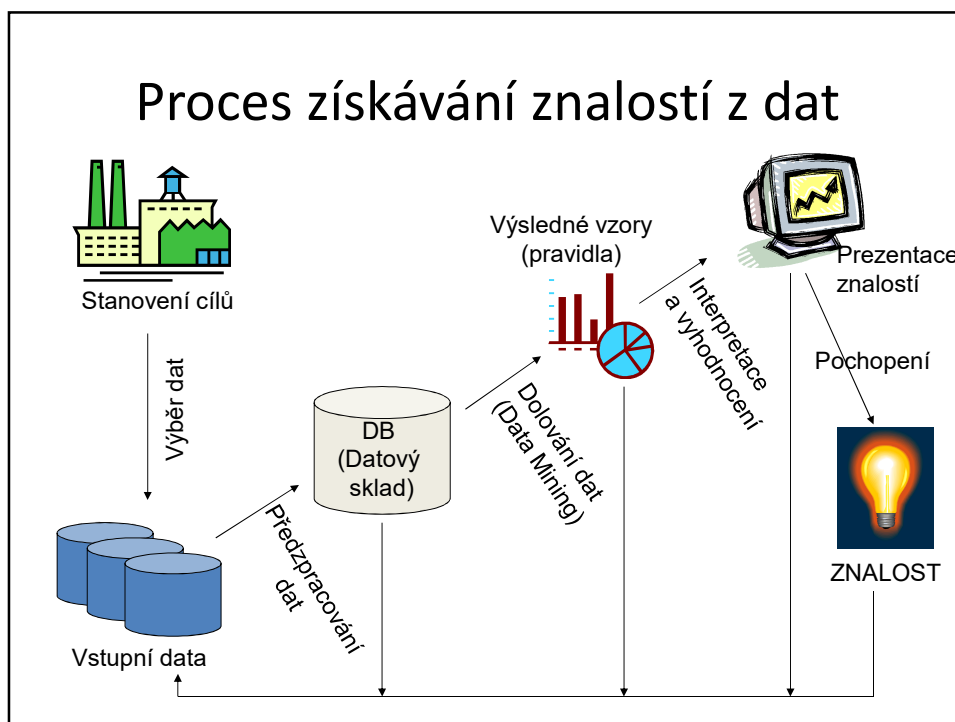 Proces získávání znalostí z dat
Stanovení cílů
Výběr dat
Vstupní data
Předzpracování
dat
DB
(Datový
sklad)
Dolování dat
(Data Mining)
Výsledné vzory
(pravidla)
Interpretace
a vyhodnocení
Prezentace
znalostí
Pochopení
ZNALOST